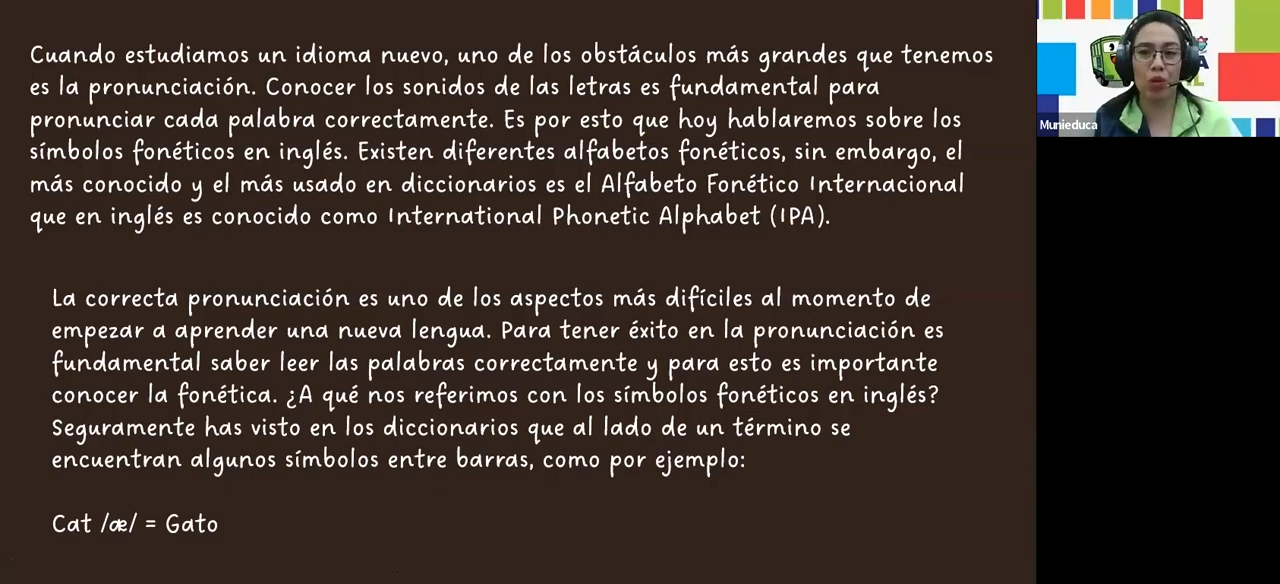 Cuando estudiamos un idioma nuevo, uno de los obstáculos más grandes que tenemos
es la pronunciación. Conocer los sonidos de las letras es fundamental para
pronunciar cada palabra correctamente. Es por esto que hoy hablaremos sobre los
símbolos fonéticos en inglés. Existen diferentes alfabetos fonéticos, sin embargo, el
más conocido y el más usado en diccionarios es el Alfabeto Fonético Internacional
que en inglés es conocido como International Phonetic Alphabet (IPA).
La correcta pronunciación es uno de los aspectos más difíciles al momento de
empezar a aprender una nueva lengua. Para tener éxito en la pronunciación es
fundamental saber leer las palabras correctamente y para esto es importante
conocer la fonética. ¿A qué nos referimos con los símbolos fonéticos en inglés?
Seguramente has visto en los diccionarios que al lado de un término se
encuentran algunos símbolos entre barras, como por ejemplo:
Cat /æ/ = Gato
Munieduca